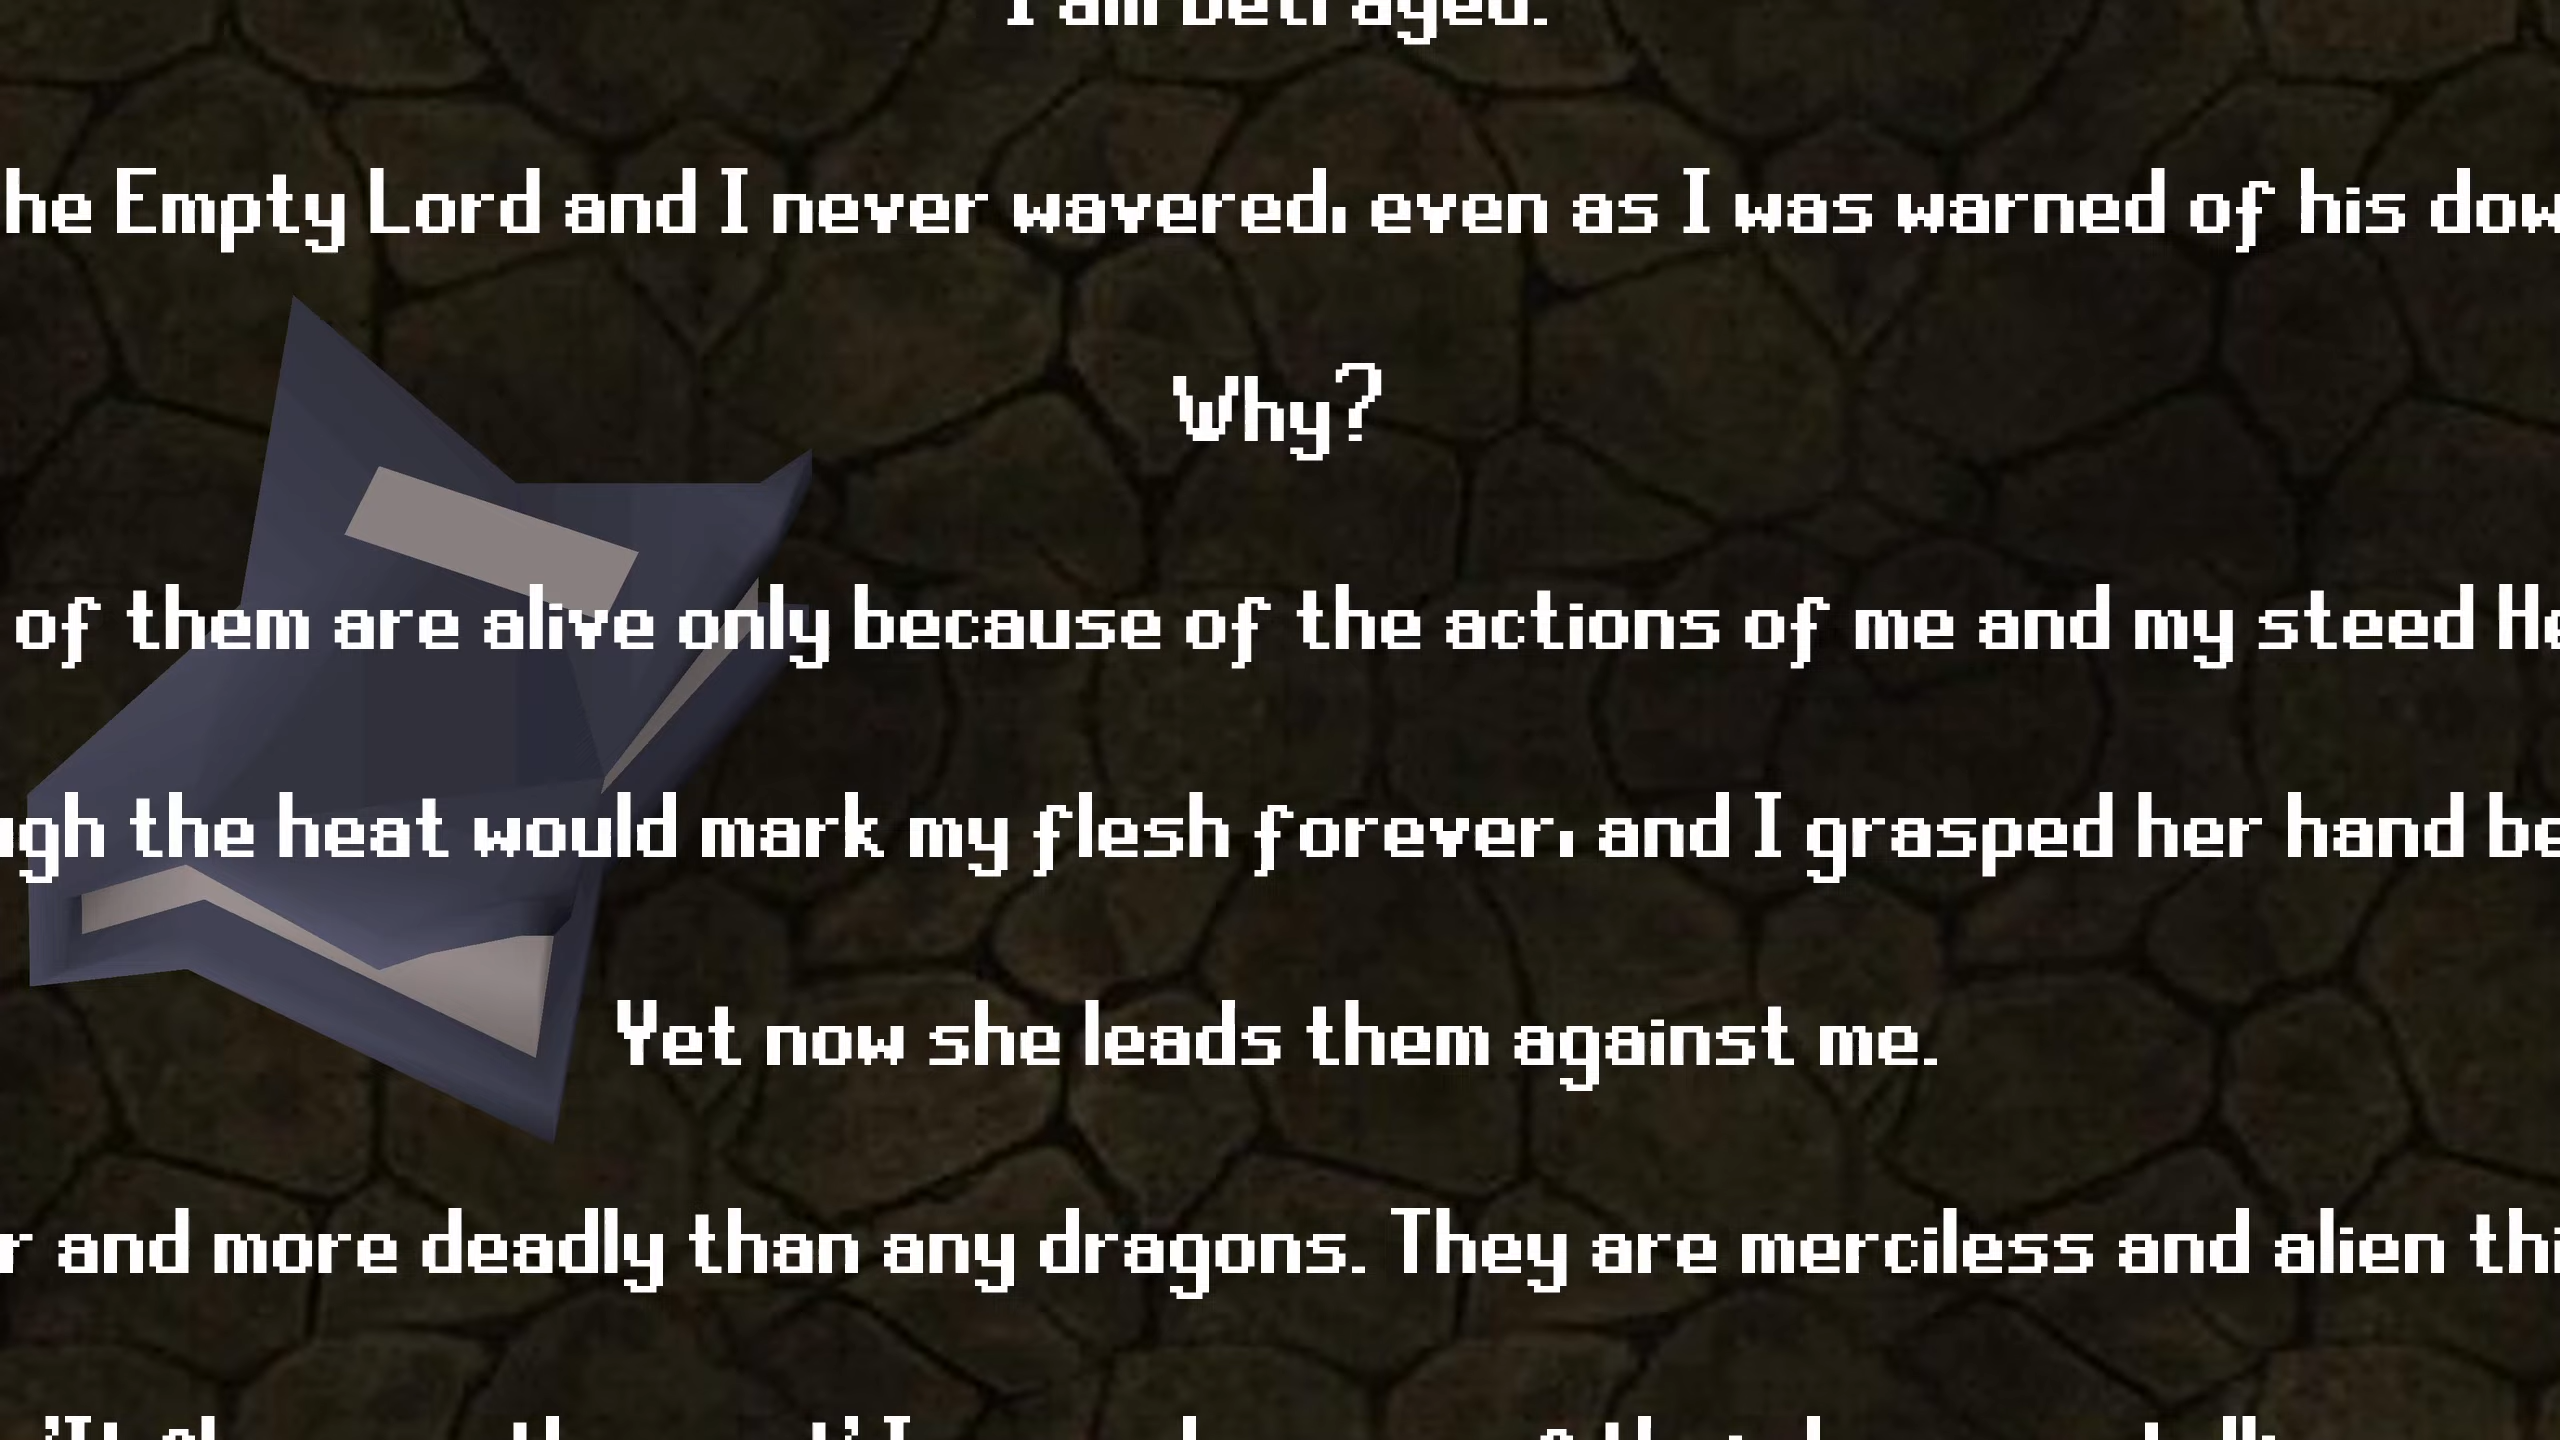 I am betrayed.
he Empty Lord and I never wavered, even as I was warned of his dow
Why?
of them are alive only because of the actions of me and my steed He
ugh the heat would mark my flesh forever, and I grasped her hand be
Yet now she leads them against me.
r and more deadly than any dragons. They are merciless and alien thi